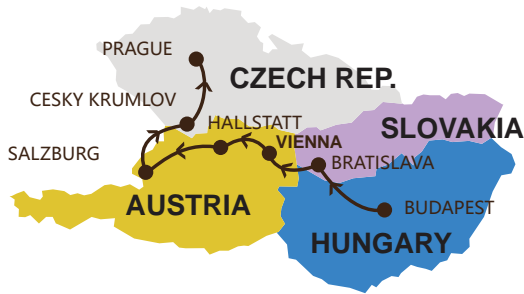 PRAGUE
CZECH REP.
CESKY KRUMLOV
HALLSTATT
SLOVAKIA
VIENNA
SALZBURG
BRATISLAVA
AUSTRIA
BUDAPEST
HUNGARY